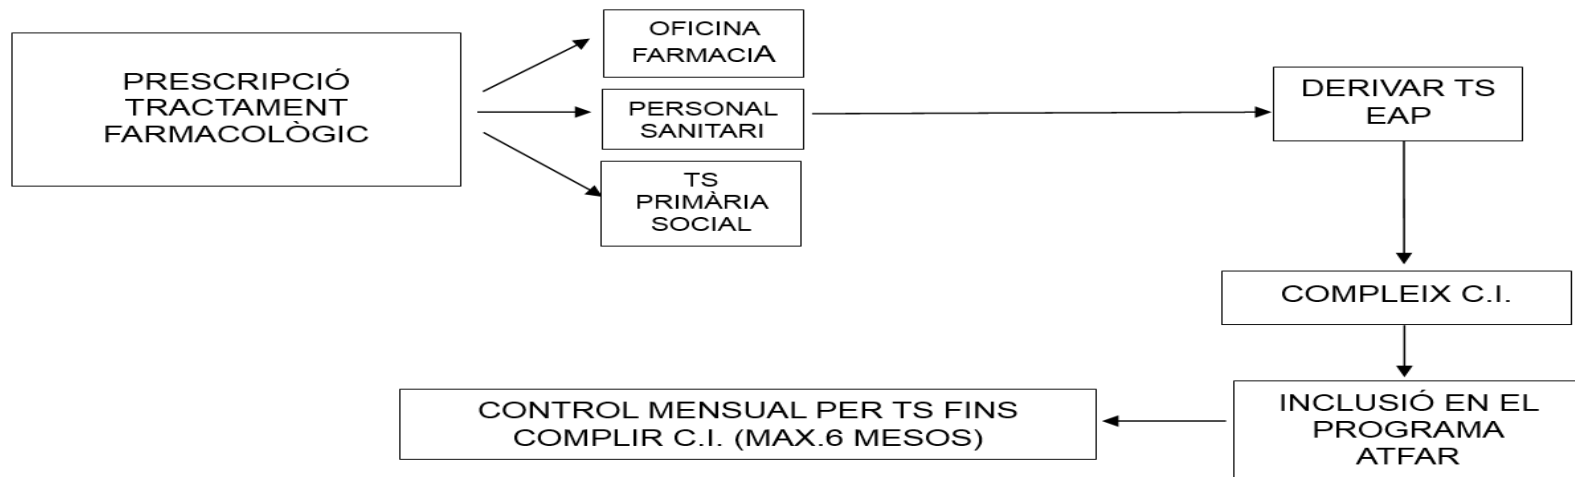 PRESCRIPCIÓ
TRACTAMENT
FARMACOLÒGIC
OFICINA
FARMACIA
PERSONAL
SANITARI
TS
PRIMÀRIA
SOCIAL
DERIVAR TS
EAP
COMPLEIX C.I.
INCLUSIÓ EN EL
PROGRAMA
ATFAR
CONTROL MENSUAL PER TS FINS
COMPLIR C.I. (MAX.6 MESOS)